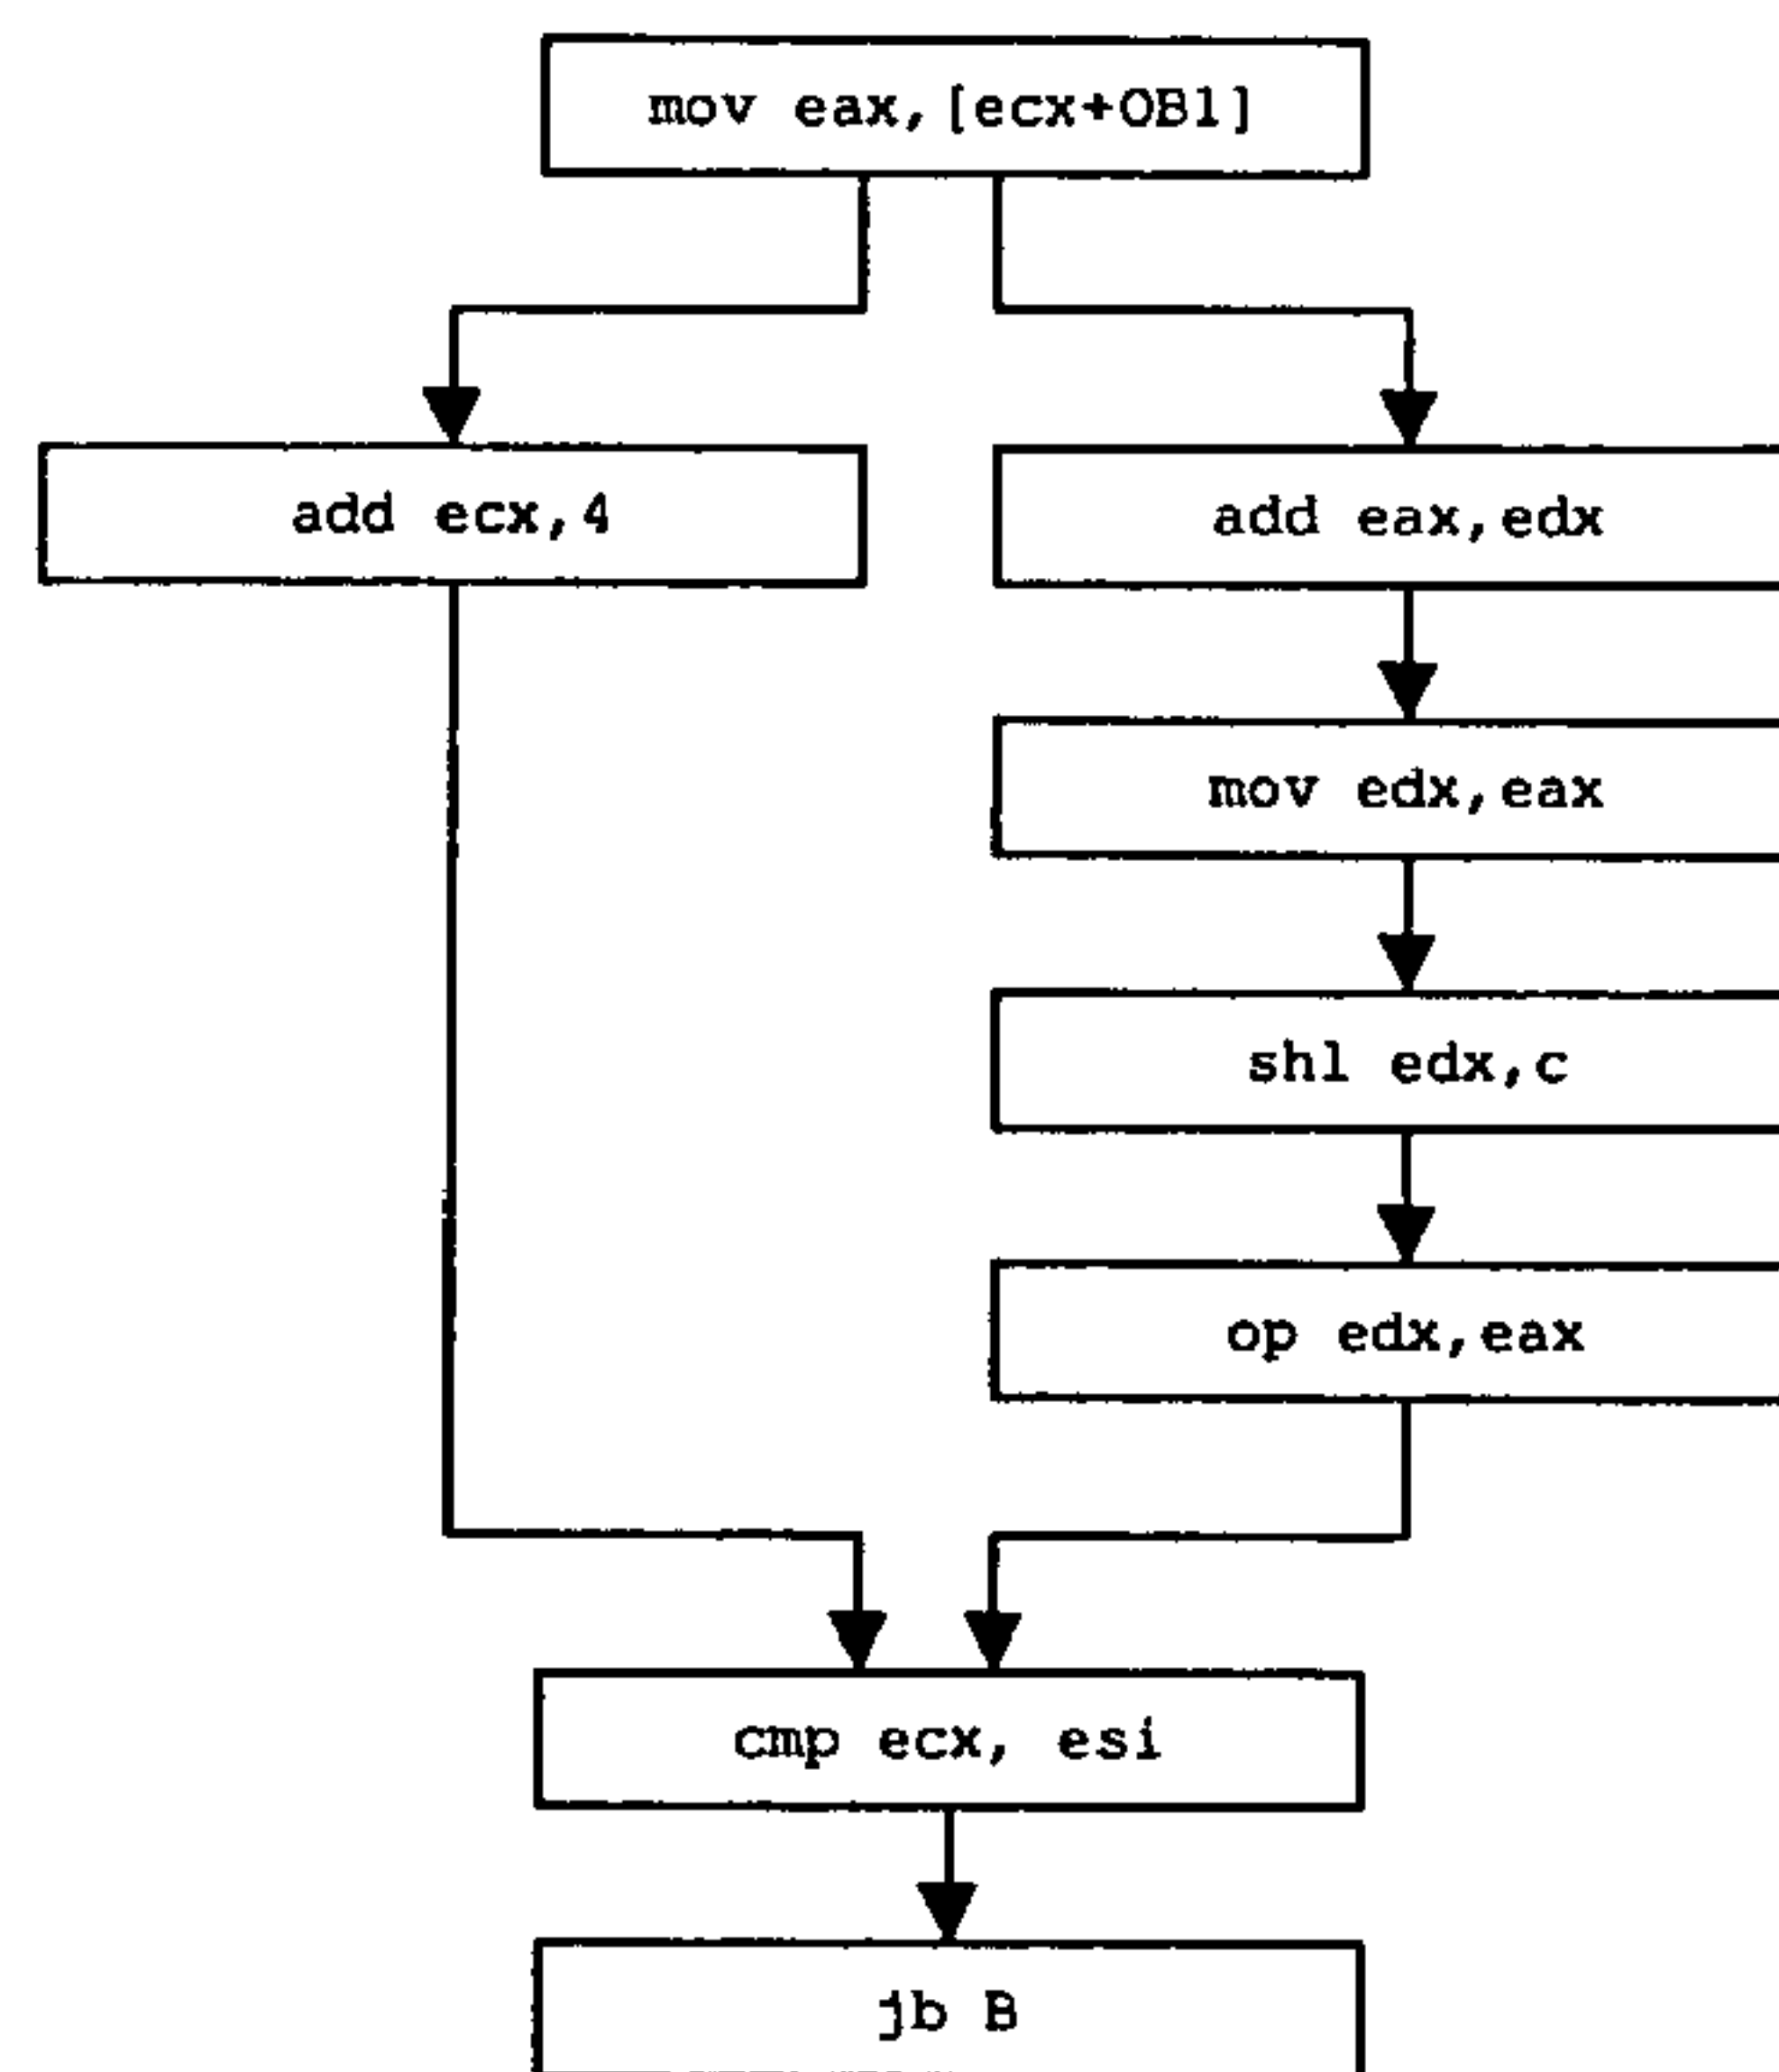 mov eax,[ecx+OB1]
add ecx,4
add eax,edx
mov edx,eax
shl edx,c
op edx,eax
cmp ecx, esi
jb B